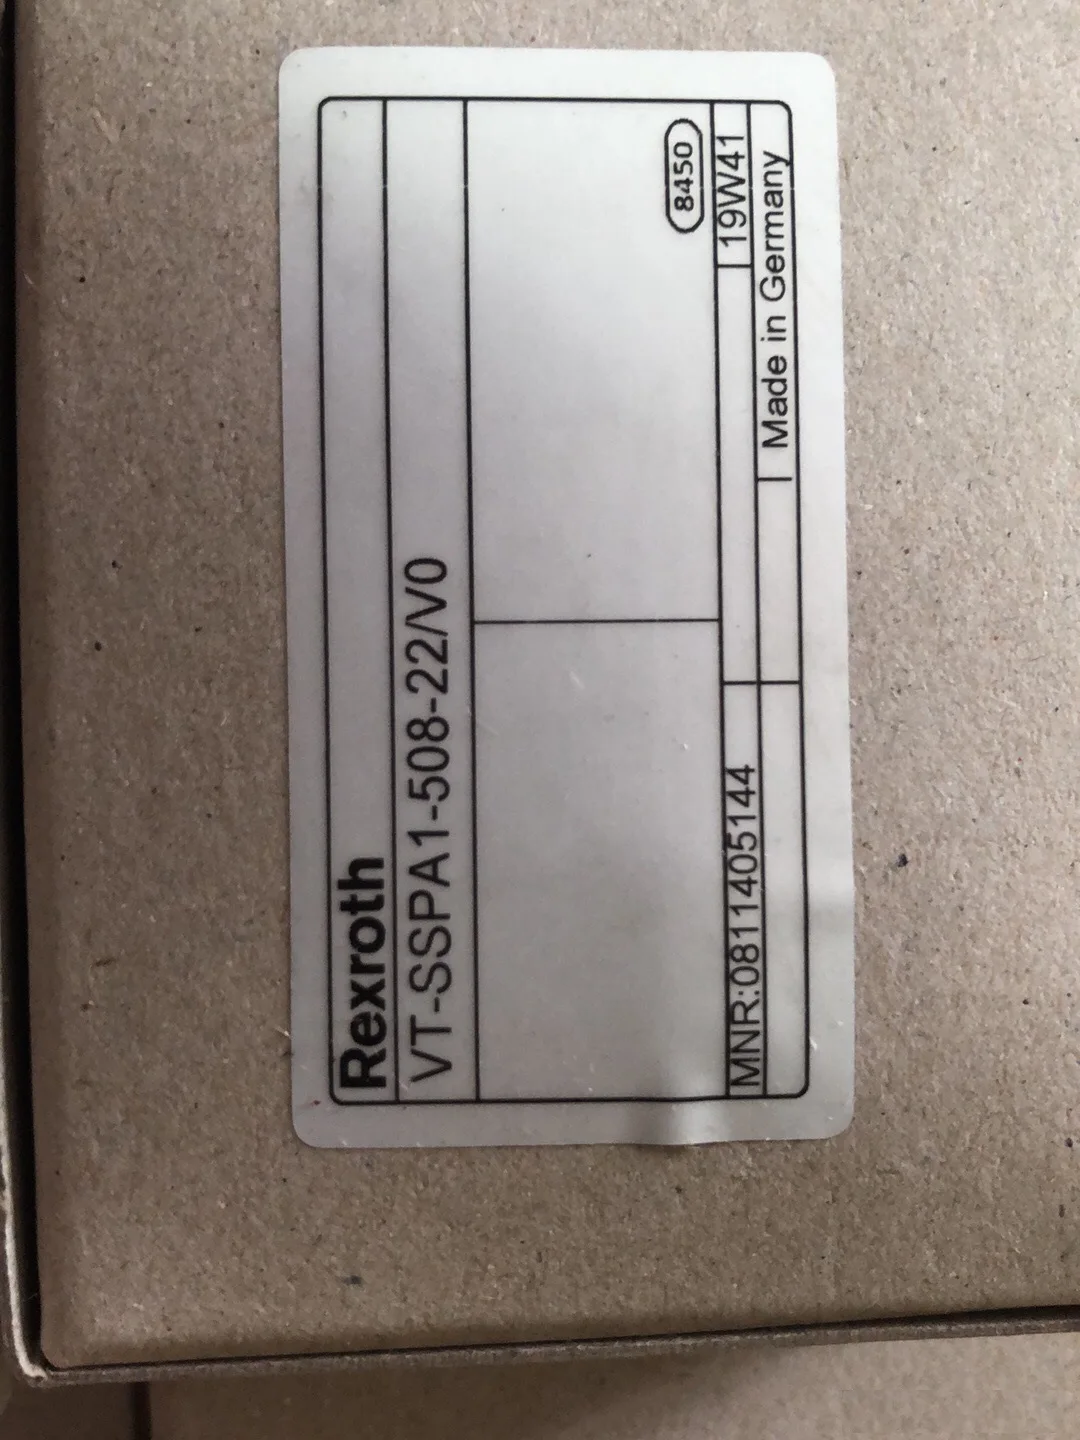 Rexroth
VT-SSPA1-508-22/V0
8450
MNR:0811405144
19W41
Made in Germany